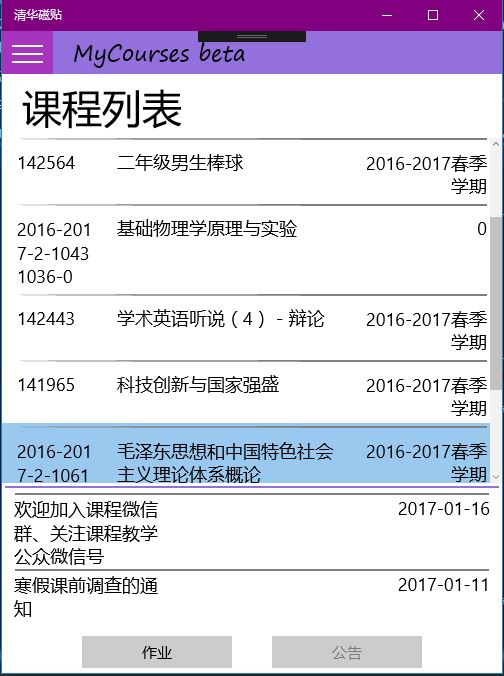 清华磁贴
MyCourses beta
课程列表
142564 二年级男生棒球 2016-2017春季
学期
2016-201 基础物理学原理与实验 0
7-2-1043
1036-0
142443 学术英语听说（4） - 辩论 2016-2017春季
学期
141965 科技创新与国家强盛 2016-2017春季
学期
2016-201 毛泽东思想和中国特色社会 2016-2017春季
7-2-1061 主义理论体系概论 学期
欢迎加入课程微信 2017-01-16
群、关注课程教学
公众微信号
寒假课前调查的通 2017-01-11
知
作业 公告